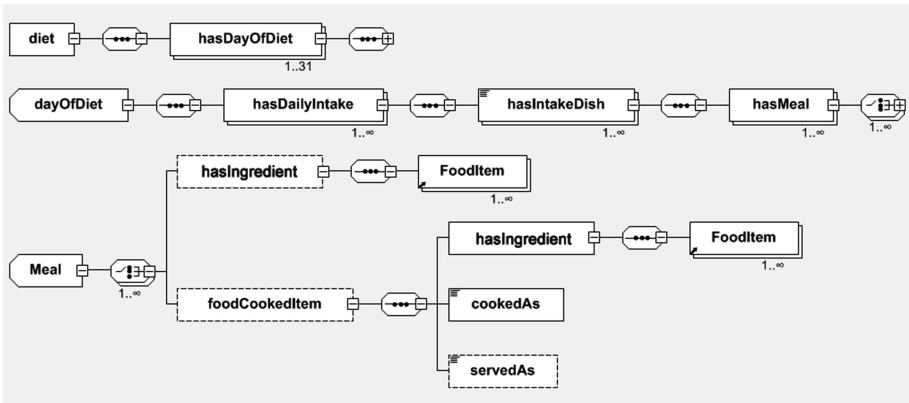 diet
hasDayOfDiet
1..31
dayOfDiet
hasDailyIntake
hasIntakeDish
hasMeal
1..∞
1..∞
1..∞
1..∞
hasIngredient
FoodItem
1..∞
hasIngredient
FoodItem
1..∞
Meal
1..∞
foodCookedItem
cookedAs
servedAs